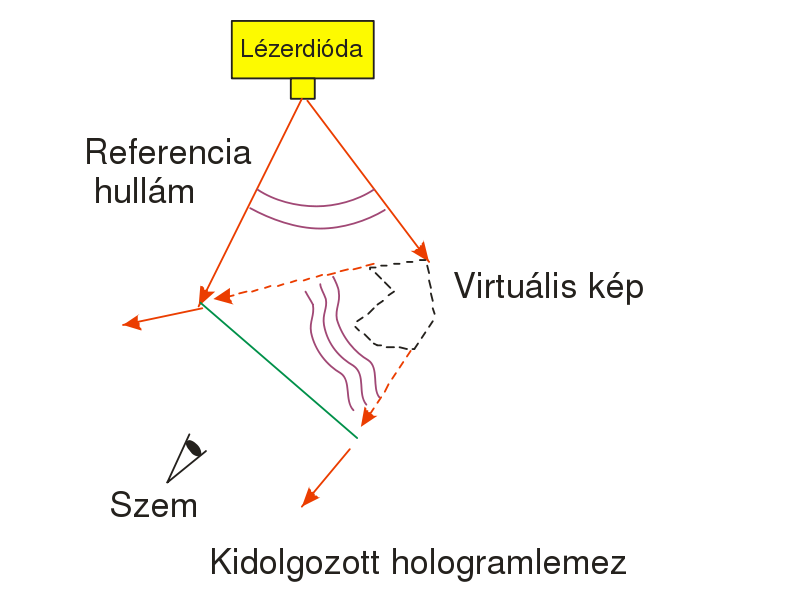 Lézerdióda
Referencia
hullám
Virtuális kép
Szem
Kidolgozott hologramlemez